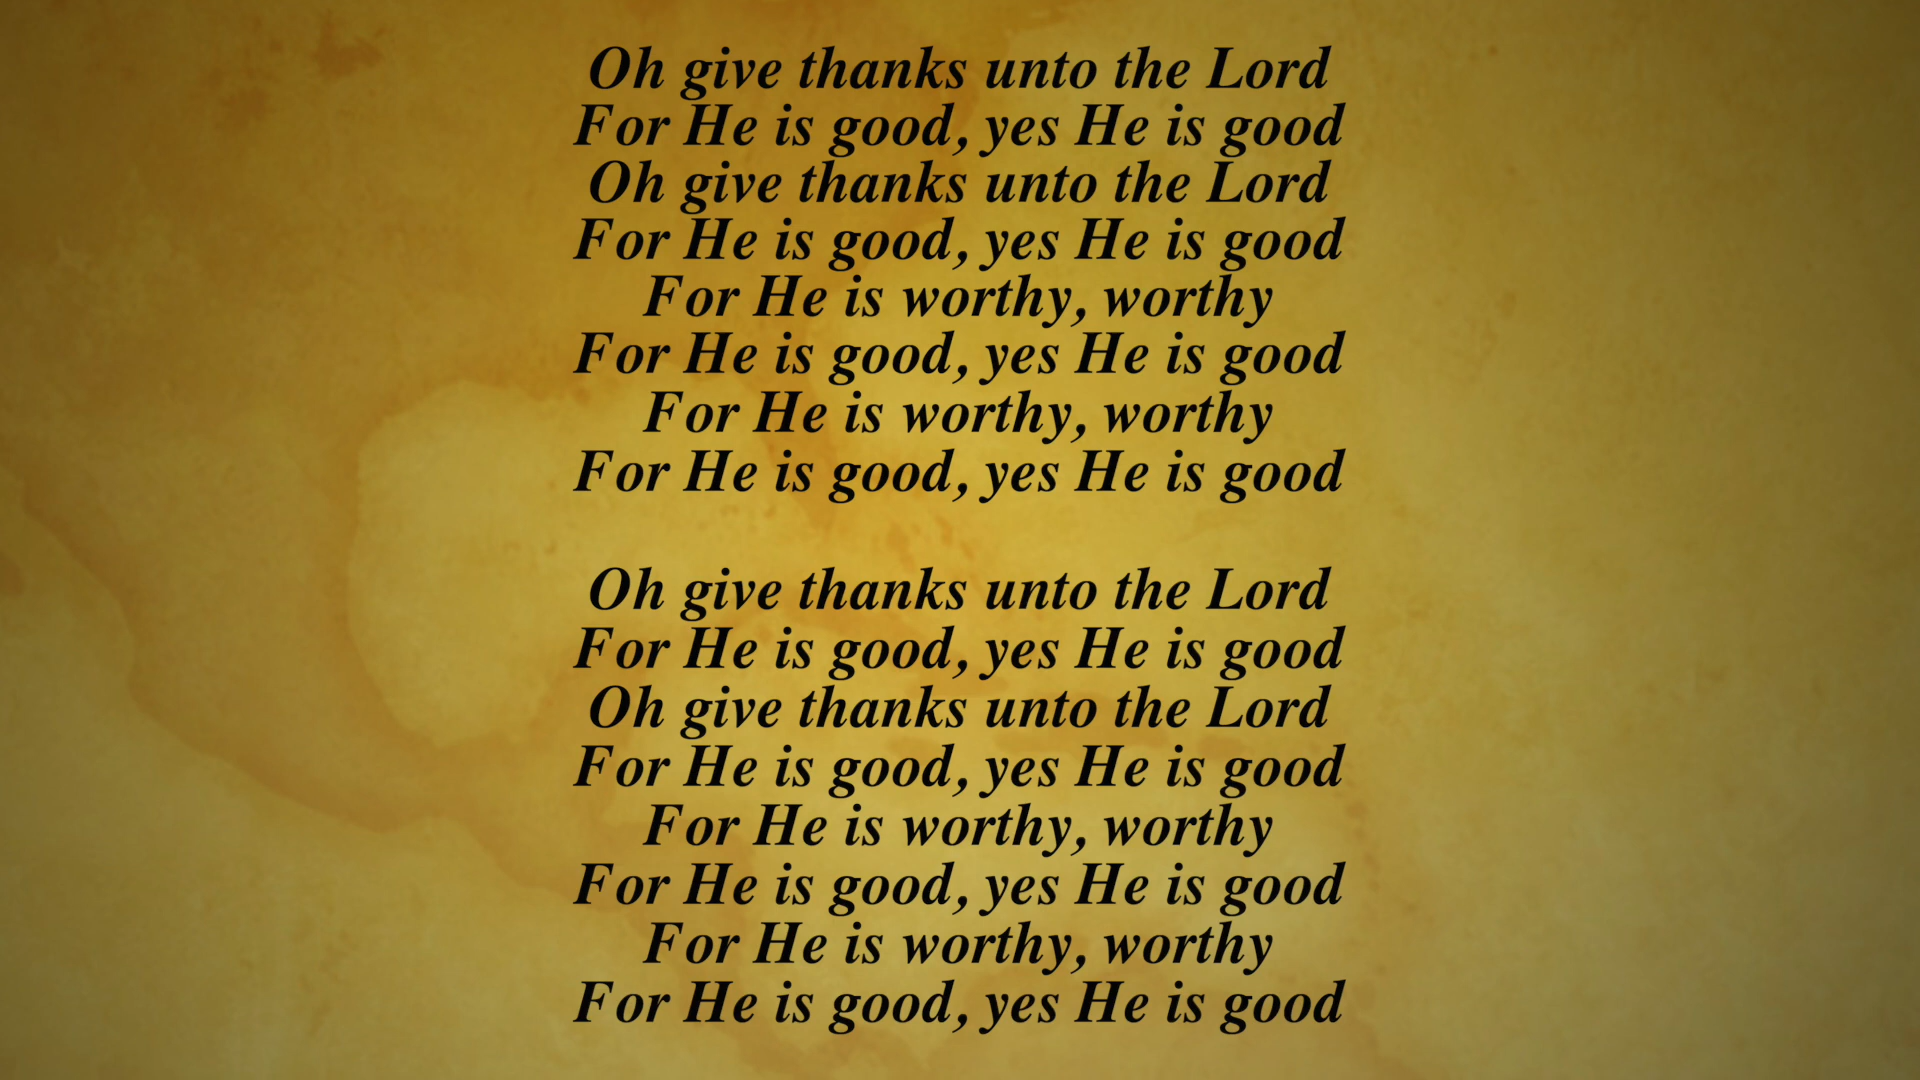 Oh give thanks unto the Lord
For He is good, yes He is good
Oh give thanks unto the Lord
For He is good, yes He is good
For He is worthy, worthy
For He is good, yes He is good
For He is worthy, worthy
For He is good, yes He is good

Oh give thanks unto the Lord
For He is good, yes He is good
Oh give thanks unto the Lord
For He is good, yes He is good
For He is worthy, worthy
For He is good, yes He is good
For He is worthy, worthy
For He is good, yes He is good